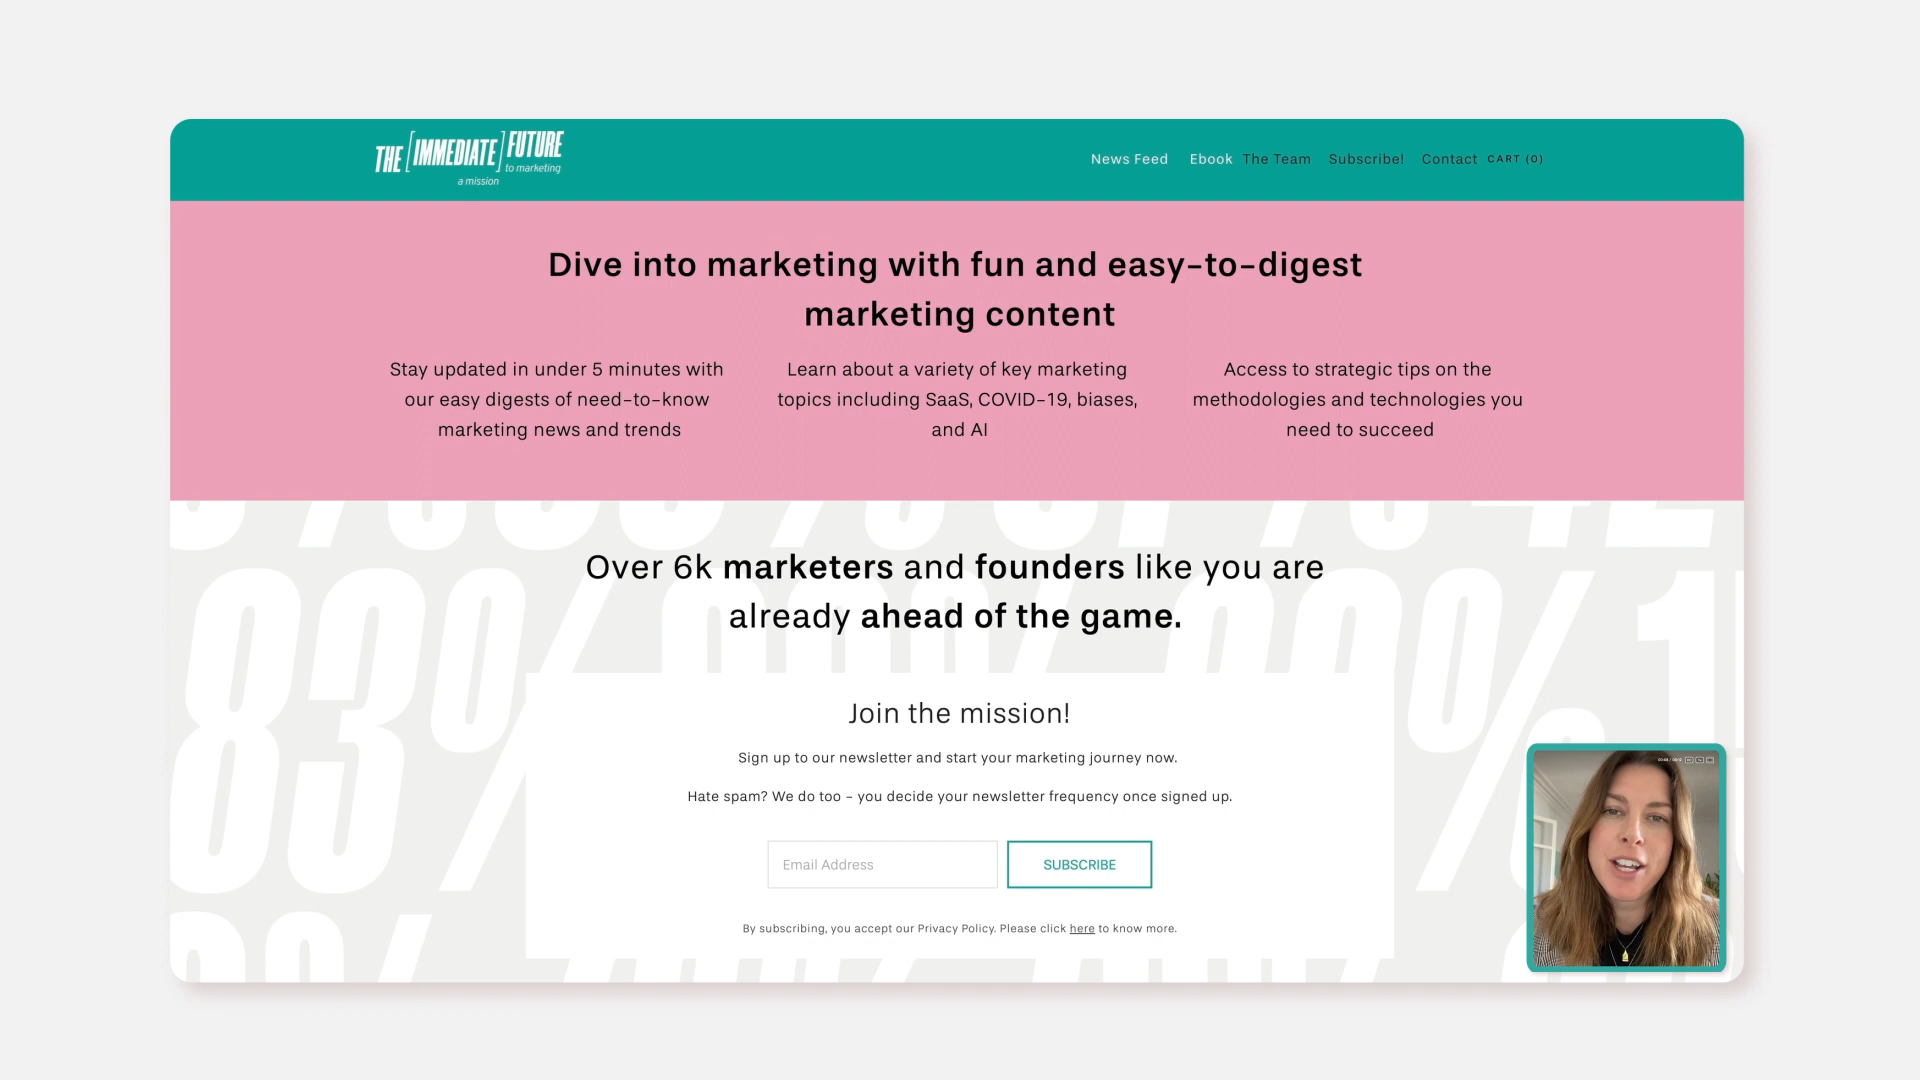 THE [IMMEDIATE] FUTURE
to marketing
a mission
News Feed Ebook The Team Subscribe! Contact CART (0)
Dive into marketing with fun and easy-to-digest
marketing content
Stay updated in under 5 minutes with
our easy digests of need-to-know
marketing news and trends
Learn about a variety of key marketing
topics including SaaS, COVID-19, biases,
and AI
Access to strategic tips on the
methodologies and technologies you
need to succeed
Over 6k marketers and founders like you are
already ahead of the game.
83%
Join the mission!
Sign up to our newsletter and start your marketing journey now.
Hate spam? We do too - you decide your newsletter frequency once signed up.
Email Address
SUBSCRIBE
By subscribing, you accept our Privacy Policy. Please click here to know more.